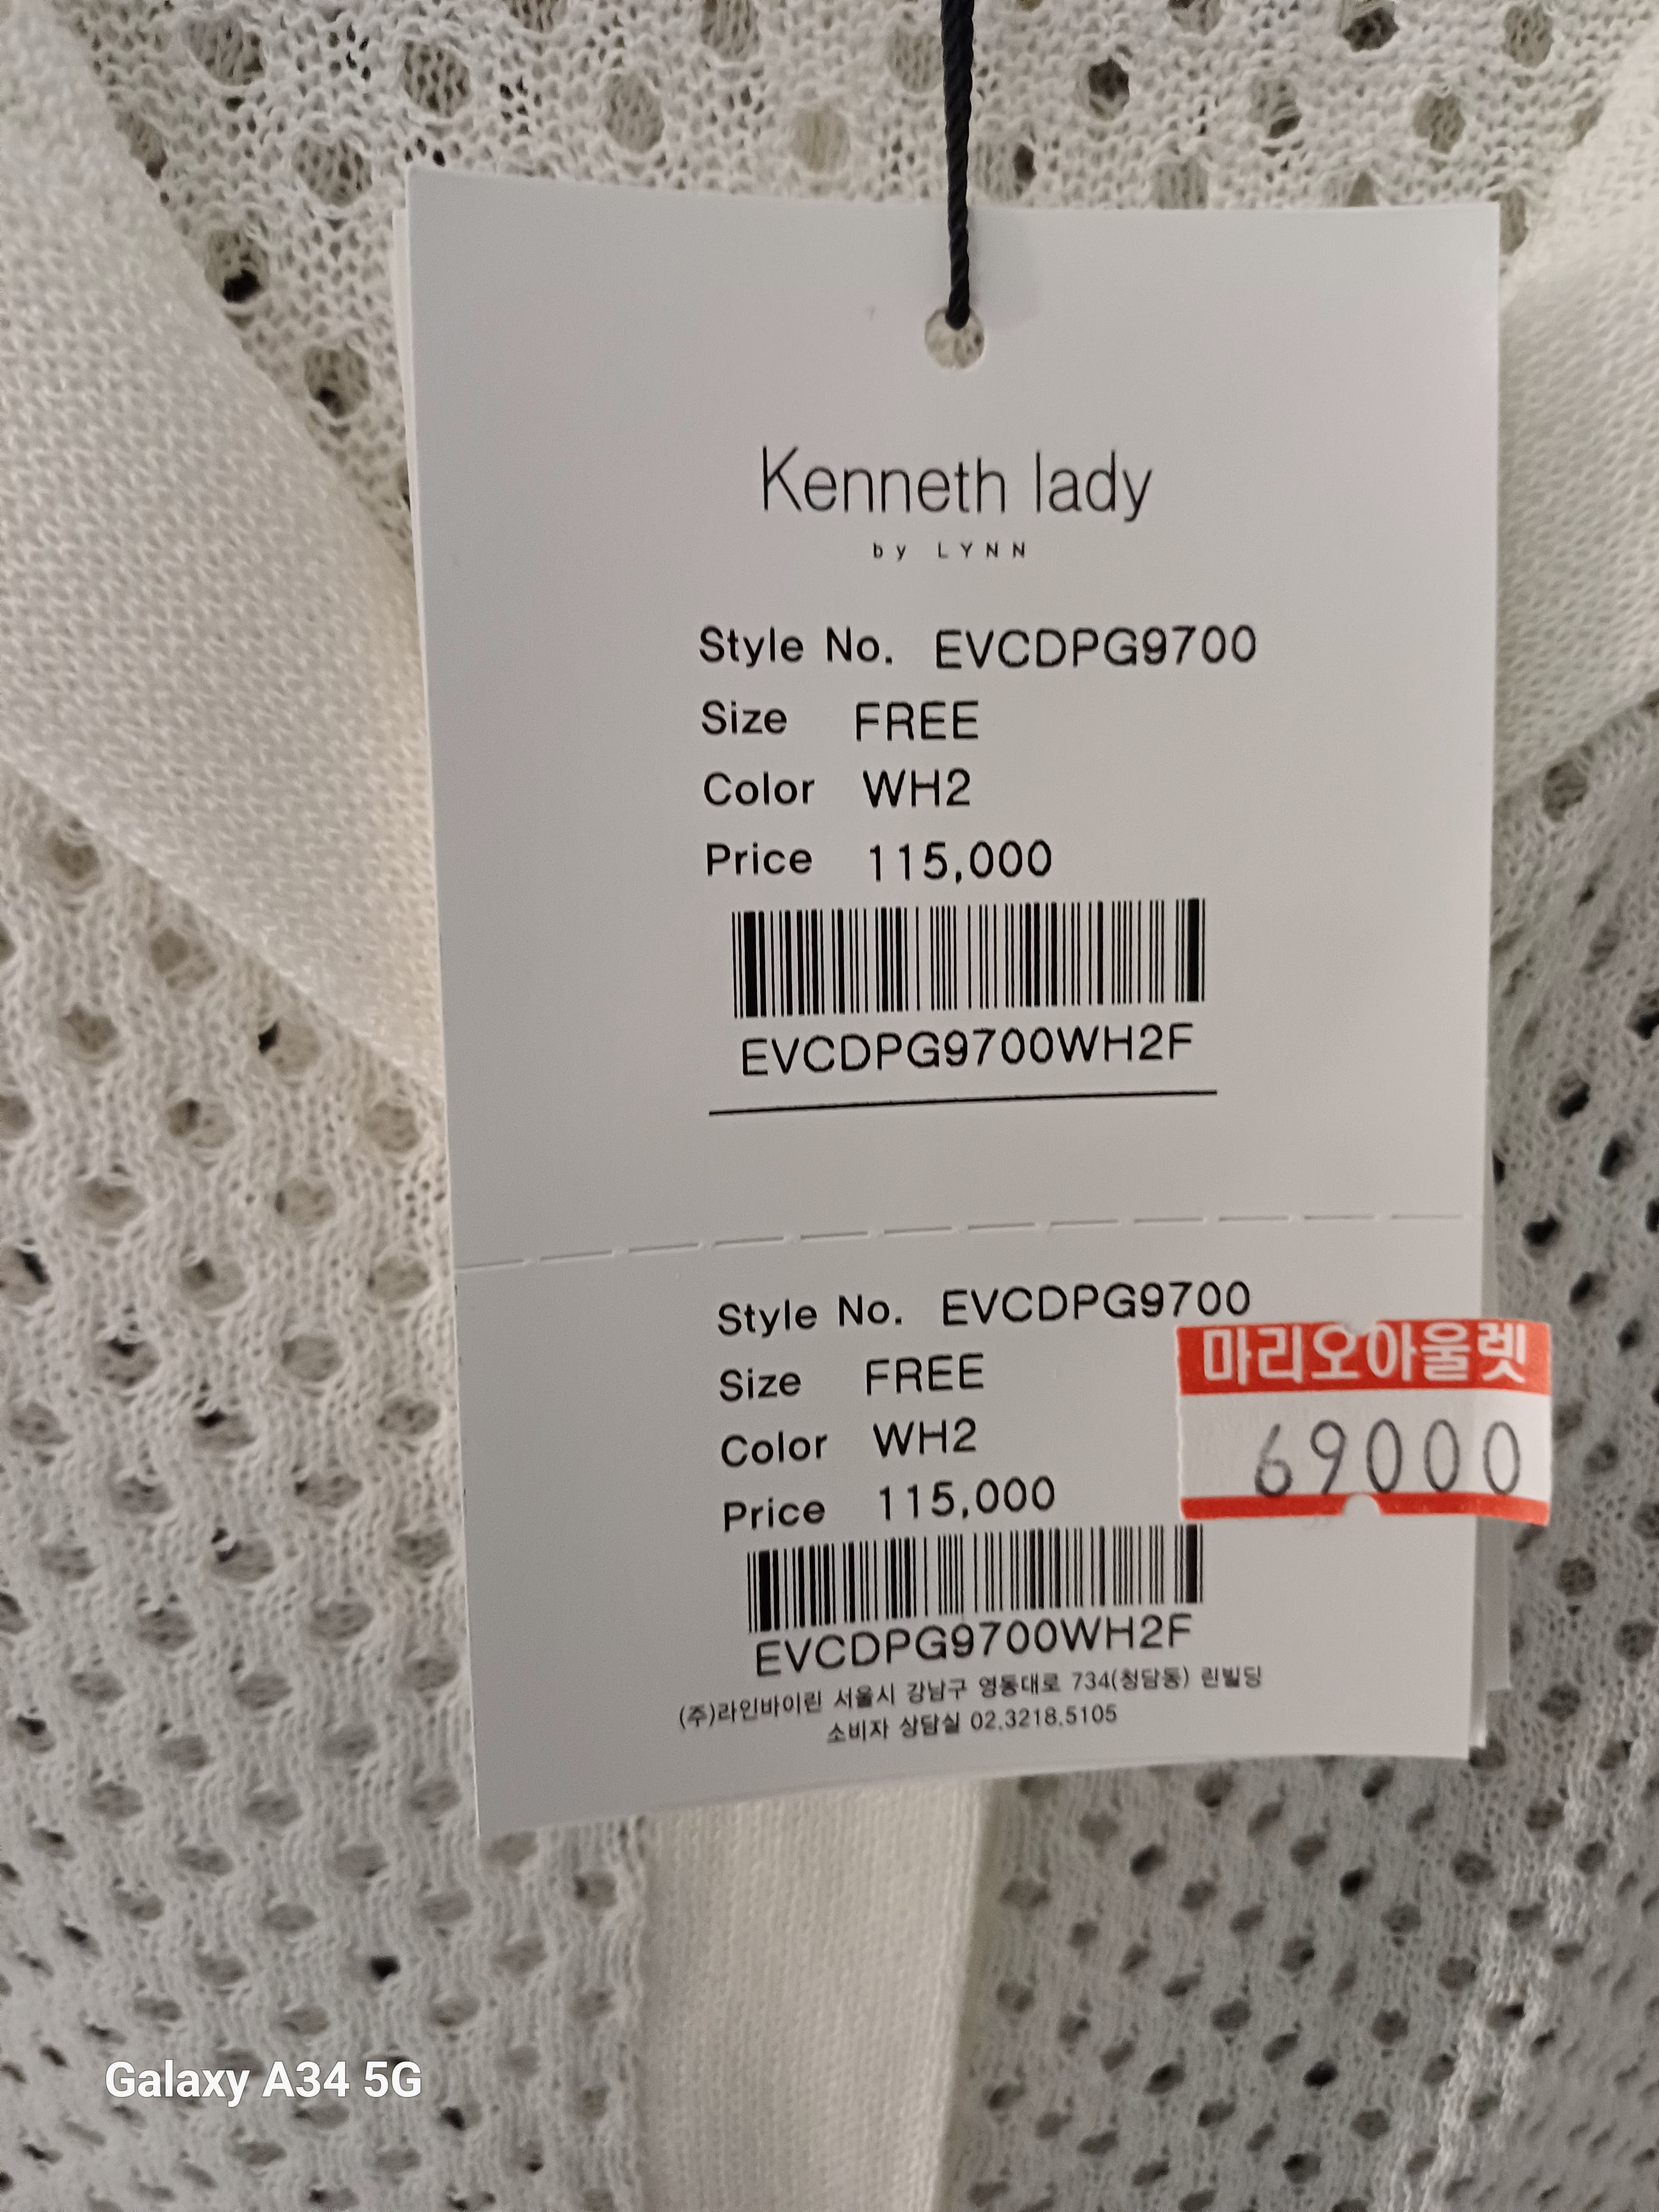 Kenneth lady
by LYNN
Style No. EVCDPG9700
Size FREE
Color WH2
Price 115,000
EVCDPG9700WH2F
Style No. EVCDPG9700
Size FREE
Color WH2
Price 115,000
마리오아울렛
69000
EVCDPG9700WH2F
(주)라인바이린 서울시 강남구 영동대로 734(청담동) 린빌딩
소비자 상담실 02.3218.5105
Galaxy A34 5G